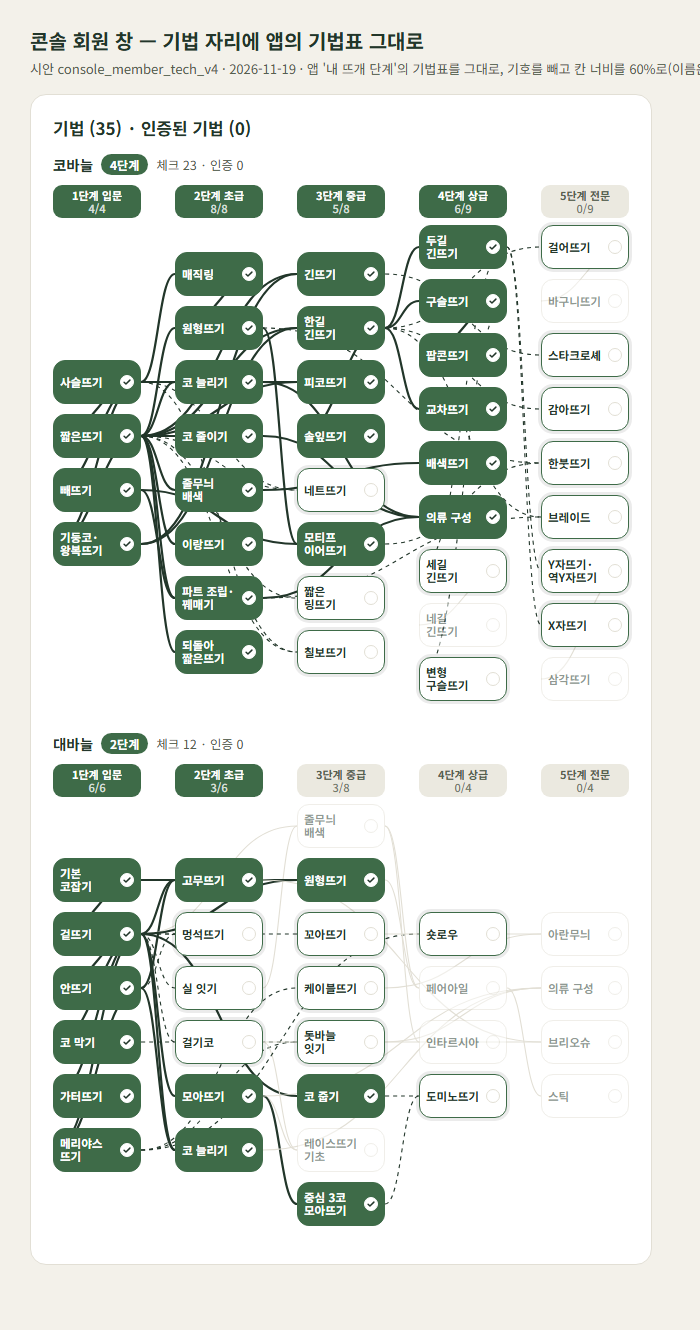 콘솔 회원 창 — 기법 자리에 앱의 기법표 그대로
시안 console_member_tech_v4 · 2026-11-19 · 앱 '내 뜨개 단계'의 기법표를 그대로, 기호를 빼고 칸 너비를 60%로(이름은
기법 (35) · 인증된 기법 (0)
코바늘 4단계 체크 23 · 인증 0
1단계 입문
4/4
2단계 초급
8/8
3단계 중급
5/8
4단계 상급
6/9
5단계 전문
0/9
사슬뜨기
짧은뜨기
빼뜨기
기둥코·
왕복뜨기
매직링
원형뜨기
코 늘리기
코 줄이기
줄무늬
배색
이랑뜨기
파트 조립·
꿰매기
되돌아
짧은뜨기
긴뜨기
한길
긴뜨기
피코뜨기
솔잎뜨기
네트뜨기
모티프
이어뜨기
짧은
링뜨기
칠보뜨기
두길
긴뜨기
구슬뜨기
팝콘뜨기
교차뜨기
배색뜨기
의류 구성
세길
긴뜨기
네길
긴뜨기
변형
구슬뜨기
걸어뜨기
바구니뜨기
스타크로셰
감아뜨기
한붓뜨기
브레이드
Y자뜨기·
역Y자뜨기
X자뜨기
삼각뜨기
대바늘 2단계 체크 12 · 인증 0
1단계 입문
6/6
2단계 초급
3/6
3단계 중급
3/8
4단계 상급
0/4
5단계 전문
0/4
기본
코잡기
겉뜨기
안뜨기
코 막기
가터뜨기
메리야스
뜨기
고무뜨기
멍석뜨기
실 잇기
걸기코
모아뜨기
코 늘리기
줄무늬
배색
원형뜨기
꼬아뜨기
케이블뜨기
돗바늘
잇기
코 줍기
레이스뜨기
기초
중심 3코
모아뜨기
숏로우
페어아일
인타르시아
도미노뜨기
아란무늬
의류 구성
브리오슈
스틱